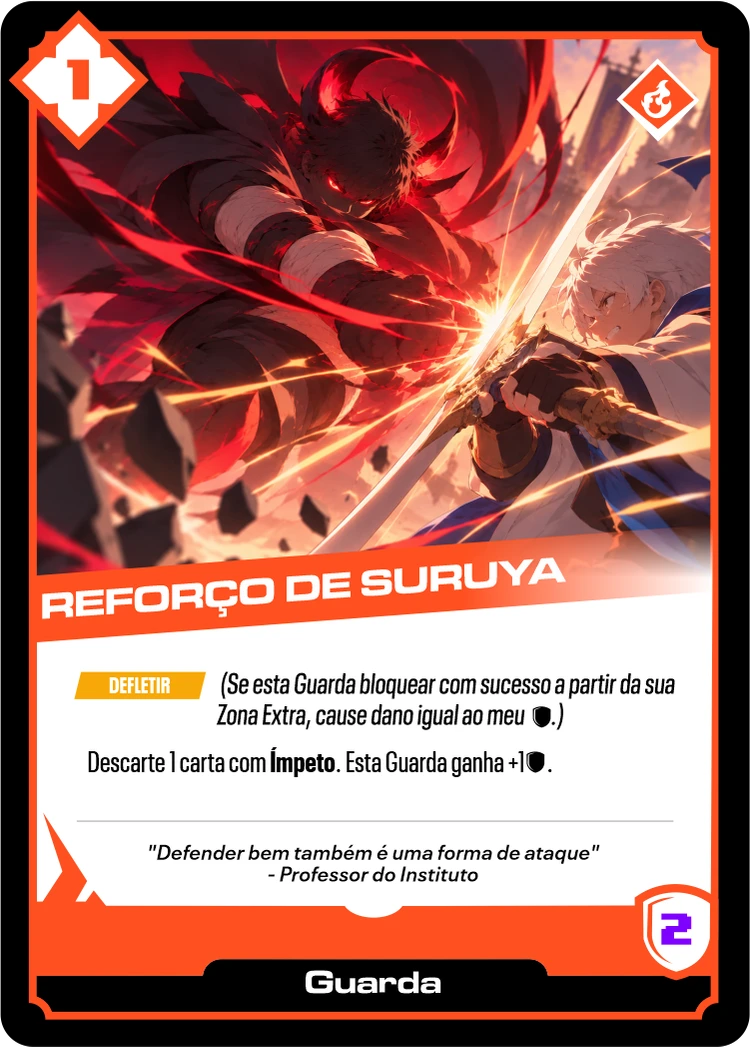 1
REFORÇO DE SURUYA
DEFLETIR (Se esta Guarda bloquear com sucesso a partir da sua
Zona Extra, cause dano igual ao meu .)
Descarte 1 carta com Ímpeto. Esta Guarda ganha +1.
"Defender bem também é uma forma de ataque"
- Professor do Instituto
2
Guarda